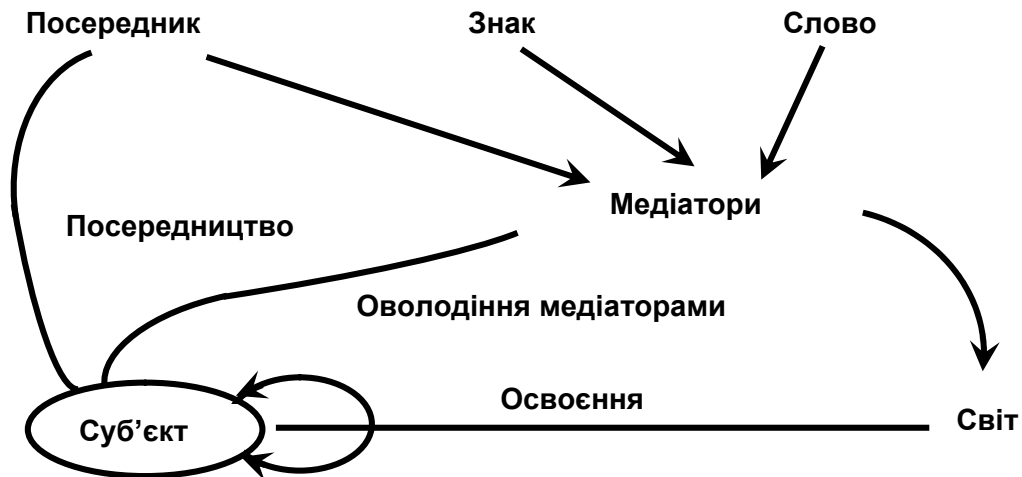 Посередник
Знак
Слово
Медіатори
Посередництво
Оволодіння медіаторами
Освоєння
Світ
Суб’єкт